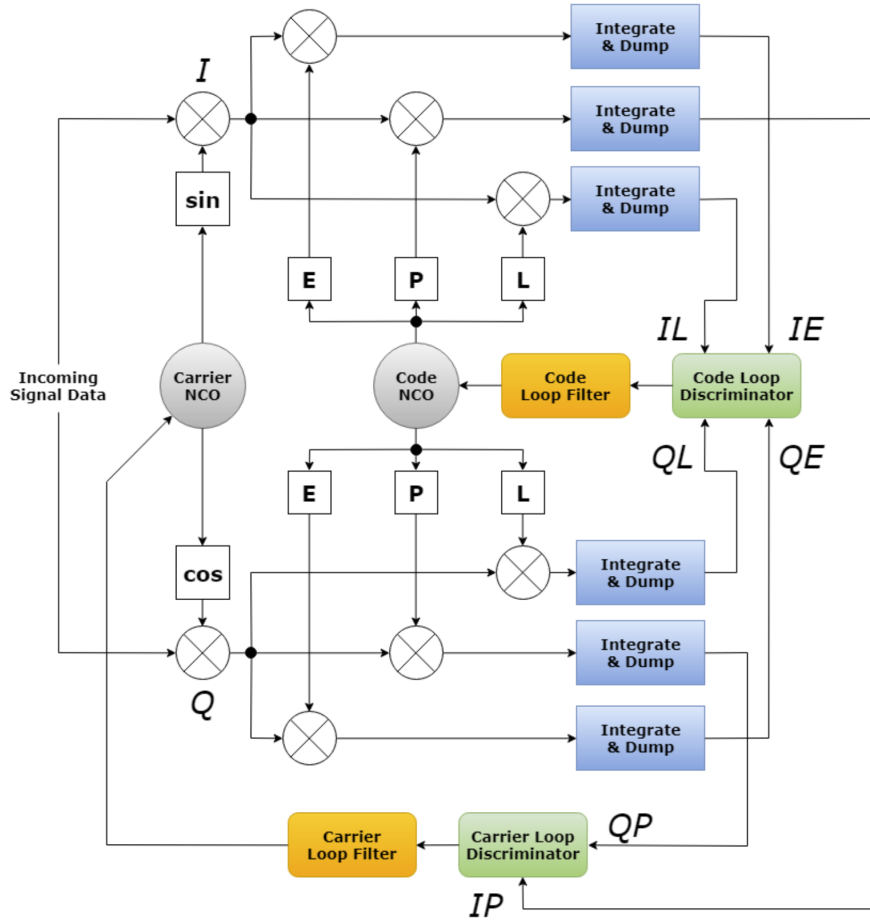 Integrate
& Dump
I
Integrate
& Dump
sin
Integrate
& Dump
E
P
L
IL
IE
Incoming
Signal Data
Carrier
NCO
Code
NCO
Code
Loop Filter
Code Loop
Discriminator
QL
QE
E
P
L
cos
Integrate
& Dump
Q
Integrate
& Dump
Integrate
& Dump
Carrier
Loop Filter
Carrier Loop
Discriminator
QP
IP